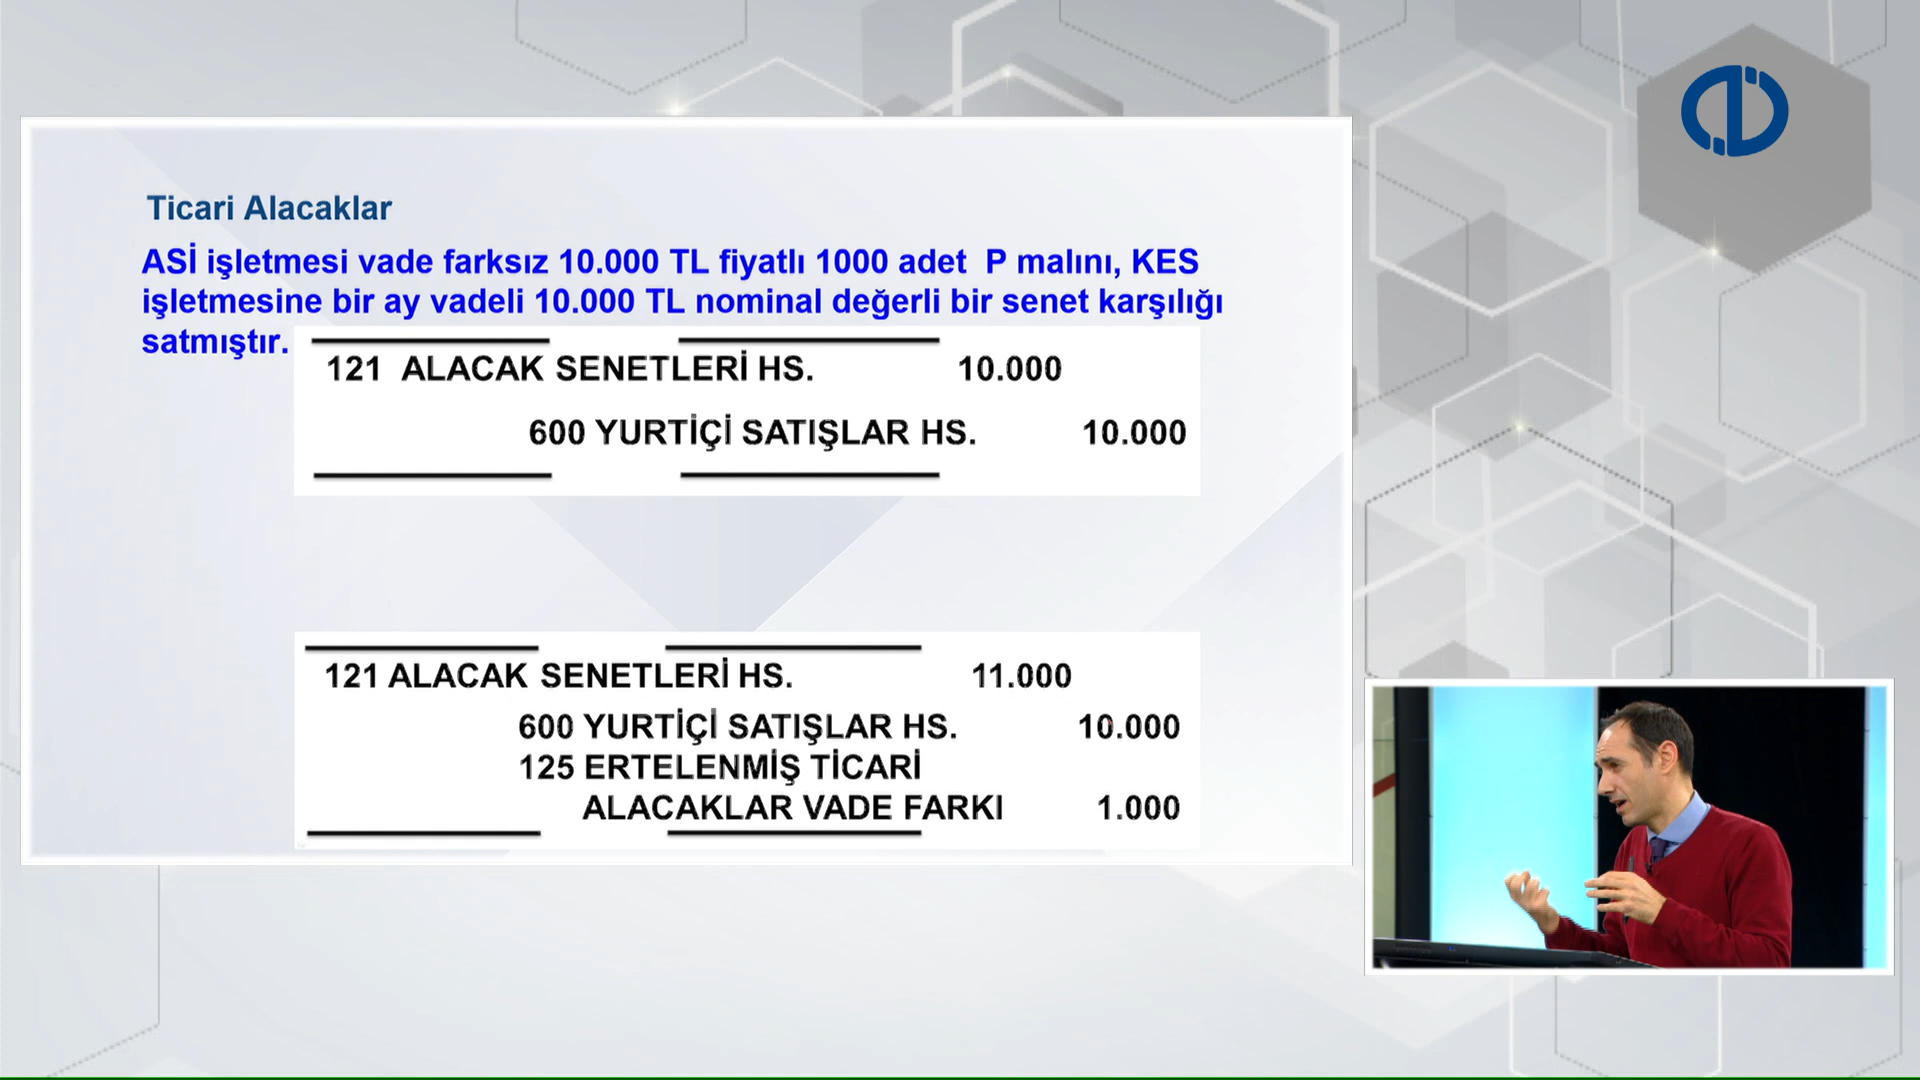 Ticari Alacaklar
ASİ işletmesi vade farksız 10.000 TL fiyatlı 1000 adet P malını, KES
işletmesine bir ay vadeli 10.000 TL nominal değerli bir senet karşılığı
satmıştır.
121 ALACAK SENETLERİ HS. 10.000
600 YURTİÇİ SATIŞLAR HS. 10.000
121 ALACAK SENETLERİ HS. 11.000
600 YURTİÇİ SATIŞLAR HS. 10.000
125 ERTELENMİŞ TİCARİ
ALACAKLAR VADE FARKI 1.000